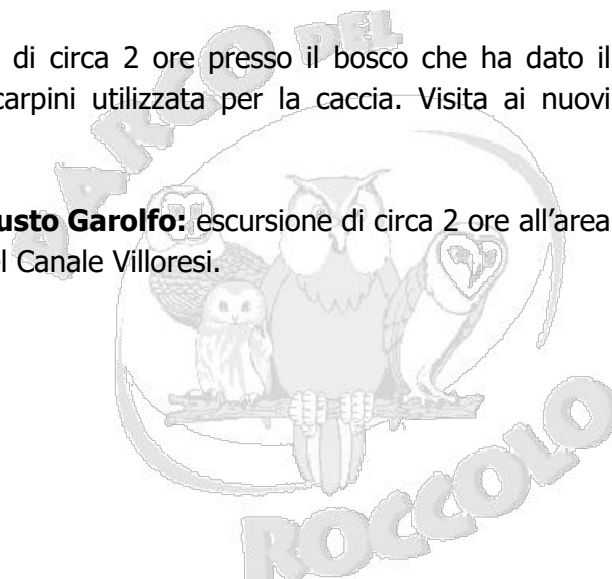 di circa 2 ore presso il bosco che ha dato il
carpini utilizzata per la caccia. Visita ai nuovi
usto Garolfo: escursione di circa 2 ore all'area
el Canale Villoresi.
PARCO DEL
ROCCOLO